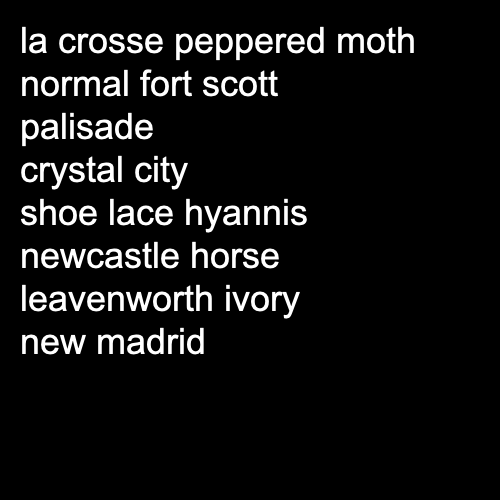 la crosse peppered moth
normal fort scott
palisade
crystal city
shoe lace hyannis
newcastle horse
leavenworth ivory
new madrid